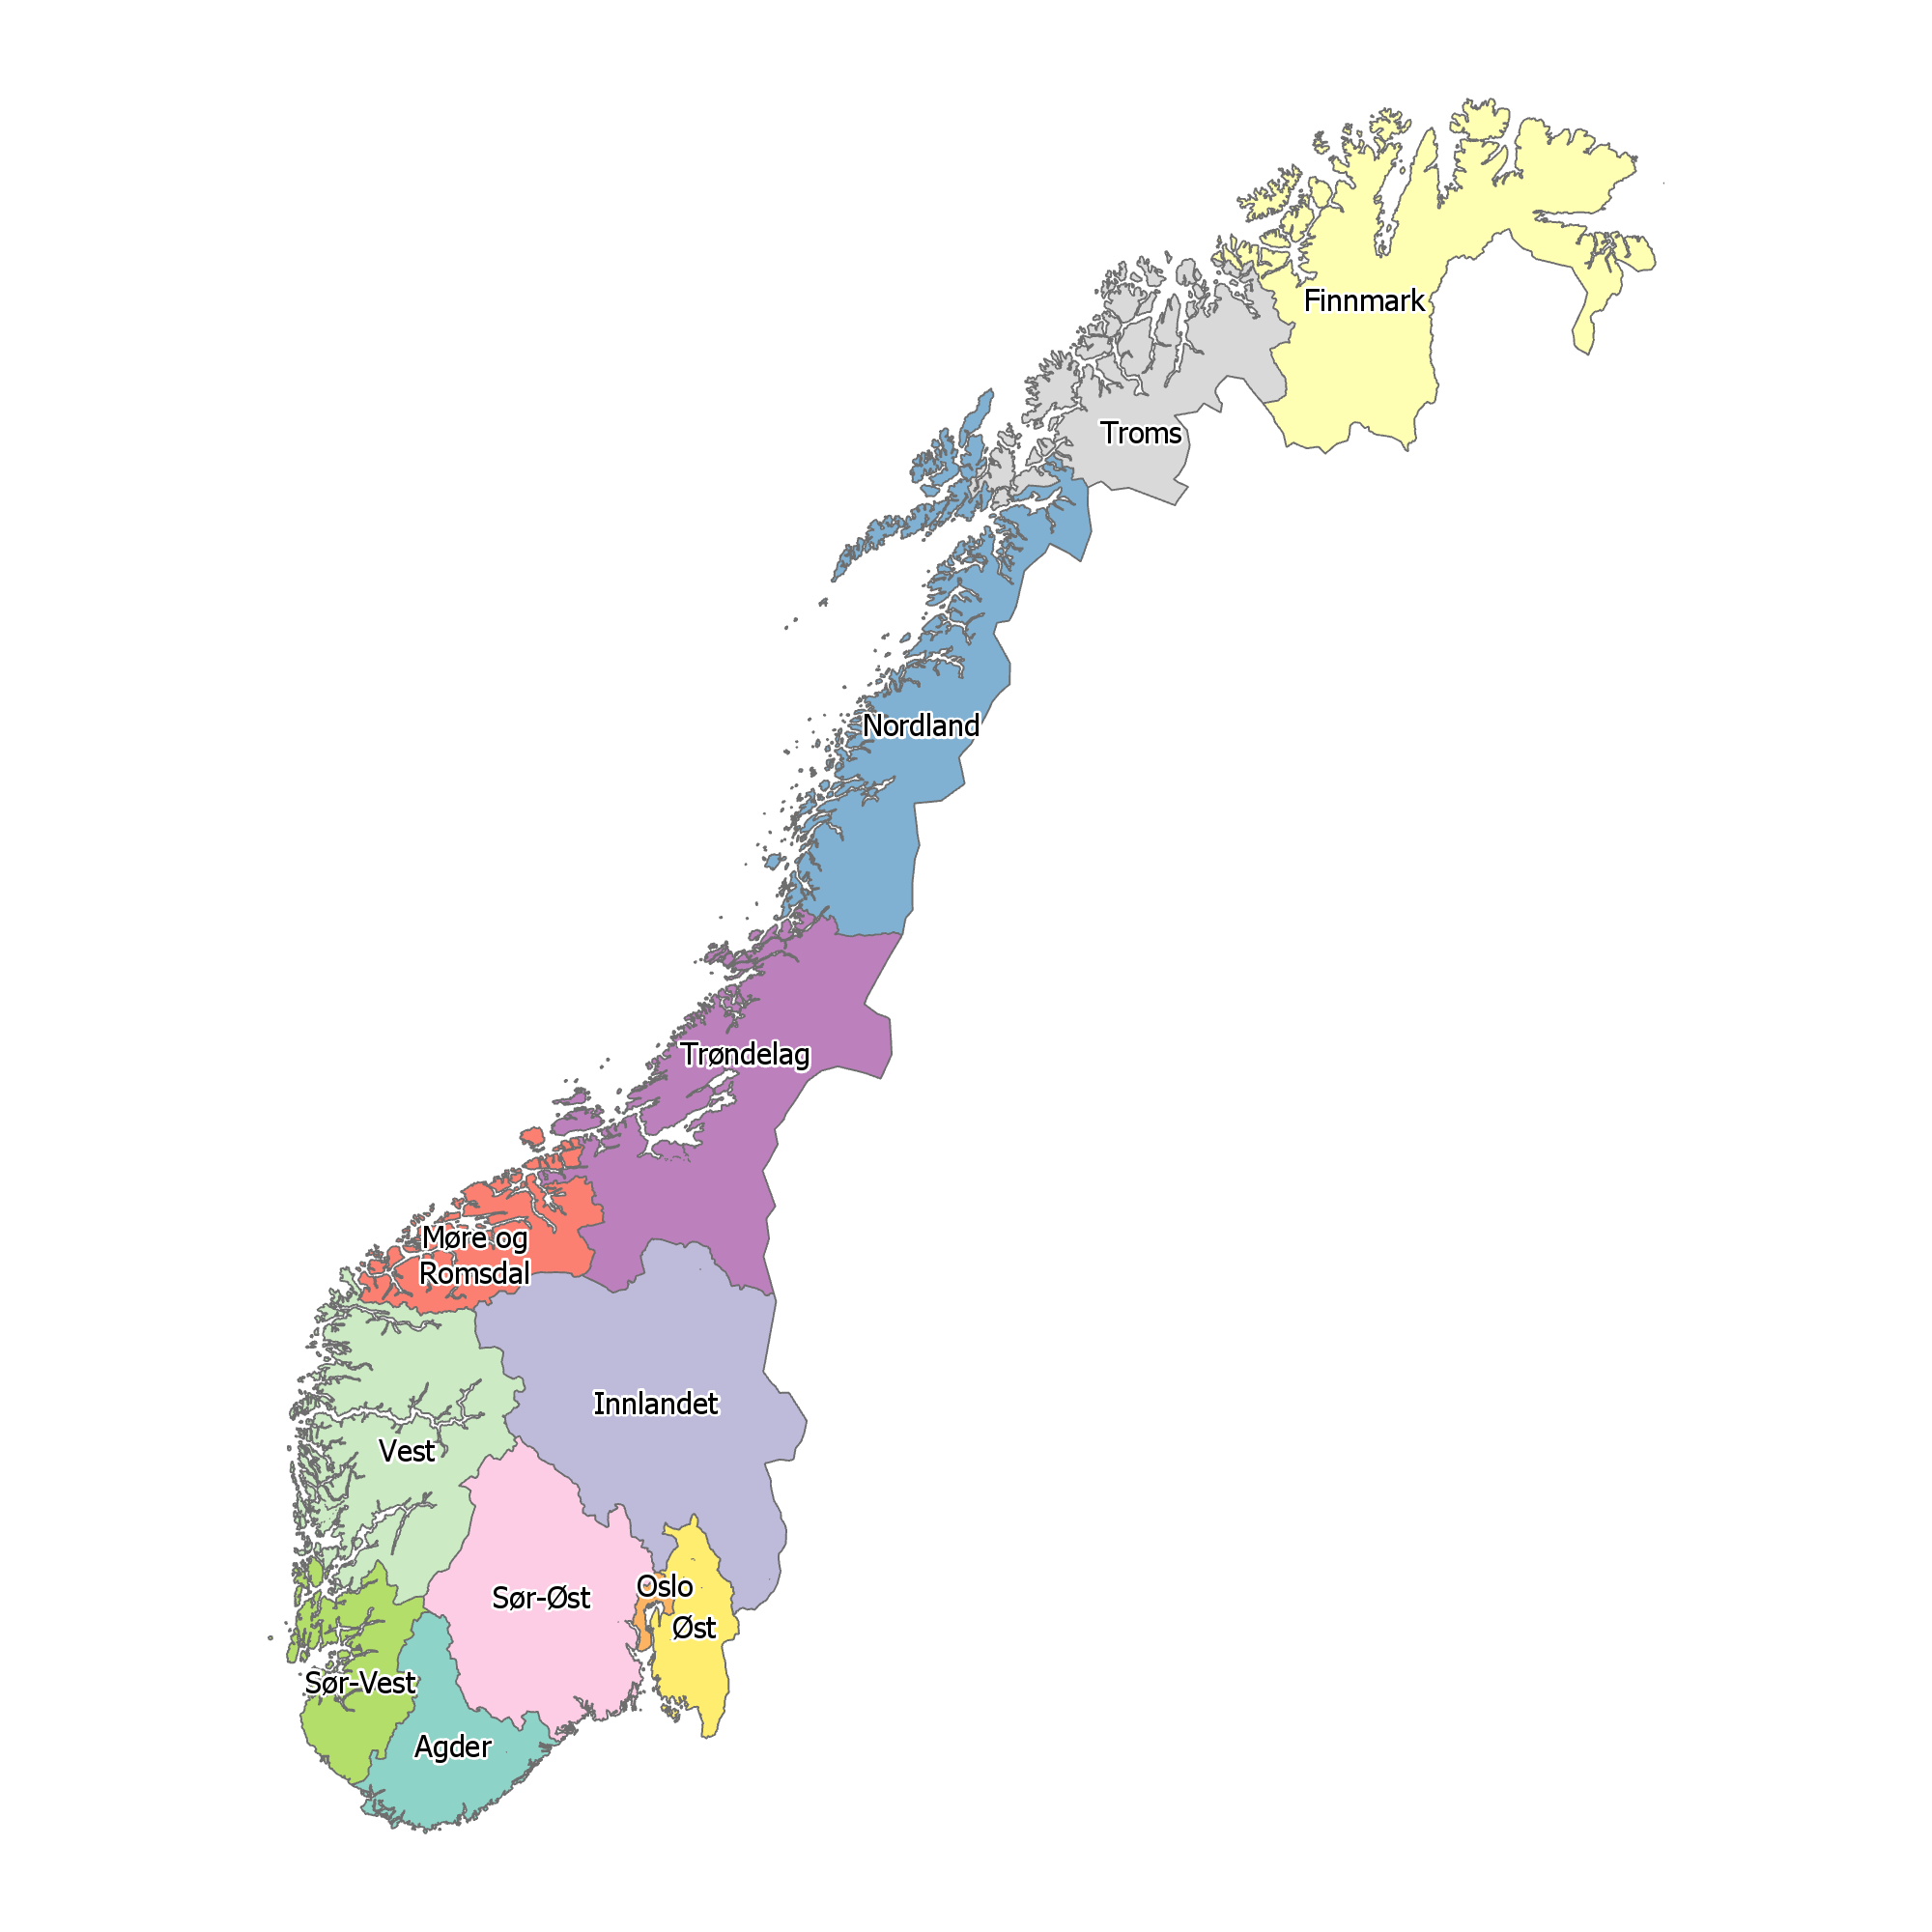 Finnmark
Troms
Nordland
Trøndelag
Møre og
Romsdal
Innlandet
Vest
Oslo
Sør-Øst
Øst
Sør-Vest
Agder